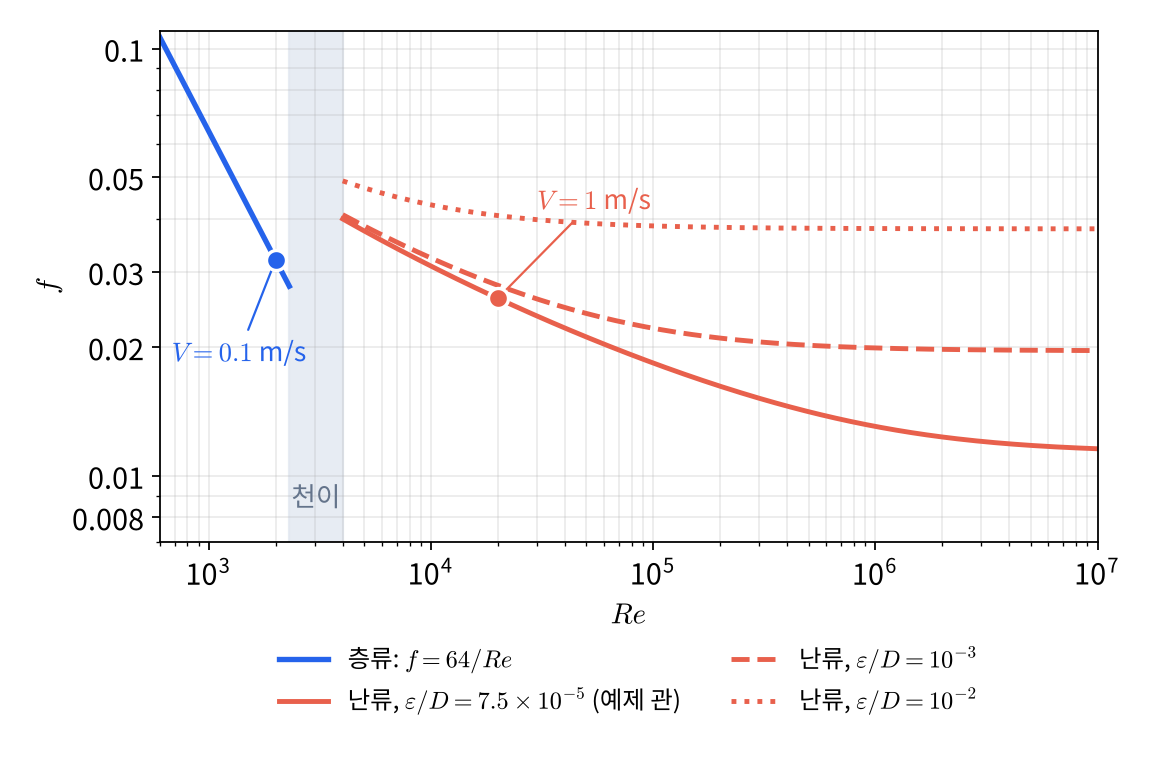 0.1
0.05
0.03
0.02
0.01
0.008
f
V = 1 m/s
V = 0.1 m/s
천이
10³ 10⁴ 10⁵ 10⁶ 10⁷
Re
층류: f = 64/Re
난류, ε/D = 7.5 × 10⁻⁵ (예제 관)
난류, ε/D = 10⁻³
난류, ε/D = 10⁻²